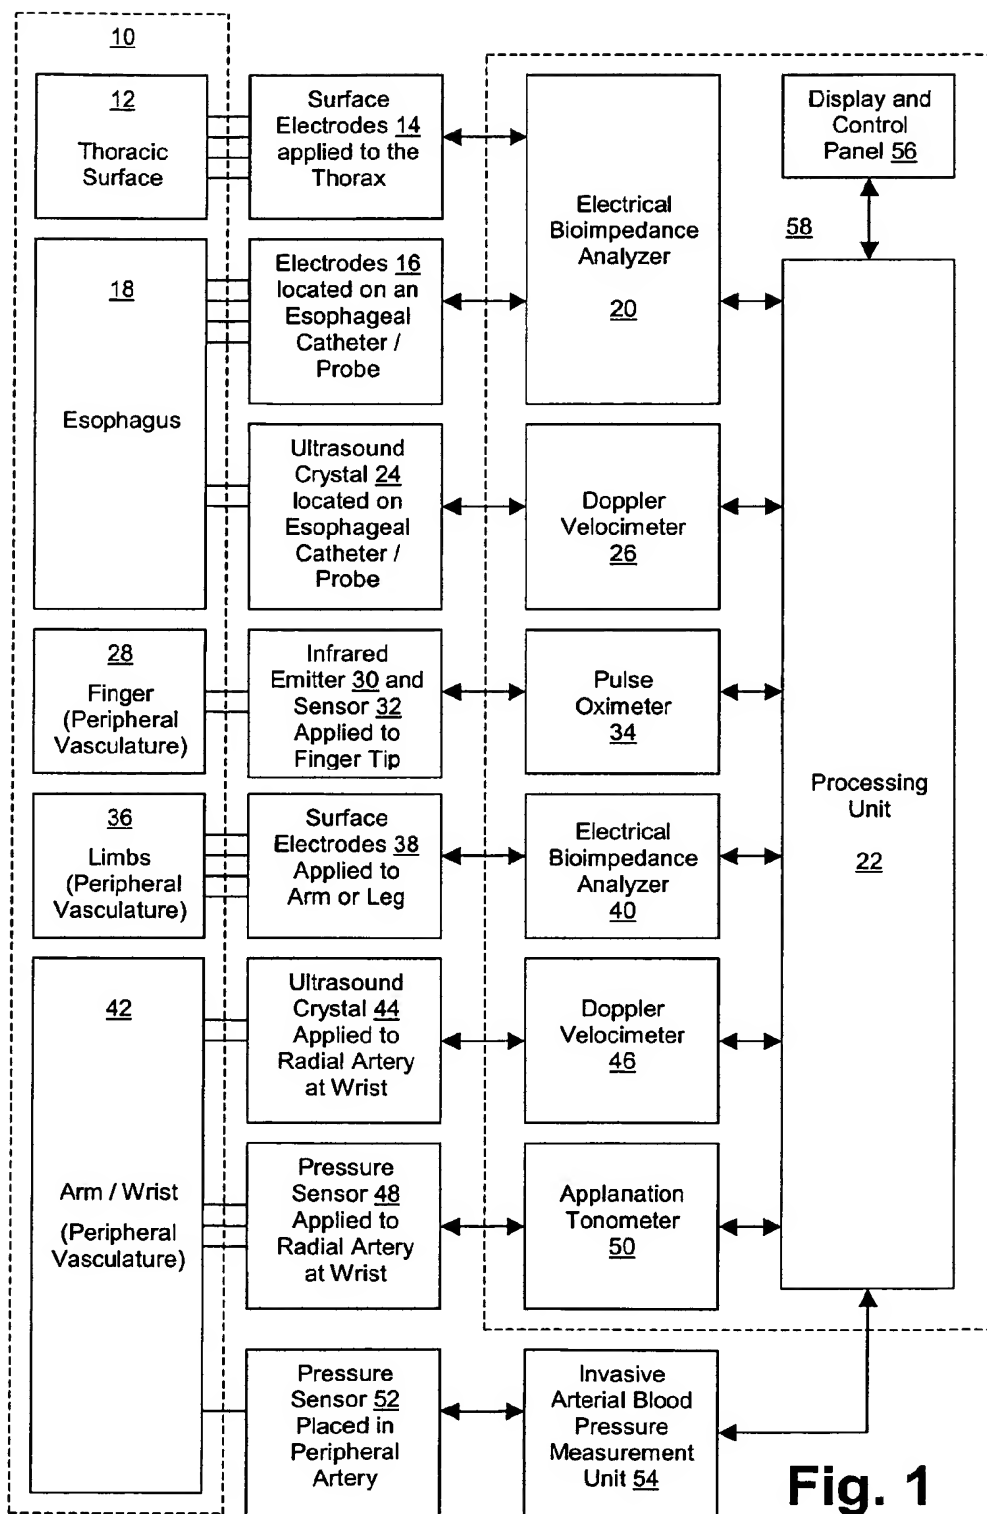 10
12
Thoracic
Surface
Surface
Electrodes 14
applied to the
Thorax
Electrical
Bioimpedance
Analyzer
20
Display and
Control
Panel 56
58
18
Esophagus
Electrodes 16
located on an
Esophageal
Catheter /
Probe
Ultrasound
Crystal 24
located on
Esophageal
Catheter /
Probe
Doppler
Velocimeter
26
28
Finger
(Peripheral
Vasculature)
Infrared
Emitter 30 and
Sensor 32
Applied to
Finger Tip
Pulse
Oximeter
34
Processing
Unit
22
36
Limbs
(Peripheral
Vasculature)
Surface
Electrodes 38
Applied to
Arm or Leg
Electrical
Bioimpedance
Analyzer
40
42
Arm / Wrist
(Peripheral
Vasculature)
Ultrasound
Crystal 44
Applied to
Radial Artery
at Wrist
Doppler
Velocimeter
46
Pressure
Sensor 48
Applied to
Radial Artery
at Wrist
Applanation
Tonometer
50
Pressure
Sensor 52
Placed in
Peripheral
Artery
Invasive
Arterial Blood
Pressure
Measurement
Unit 54
Fig. 1